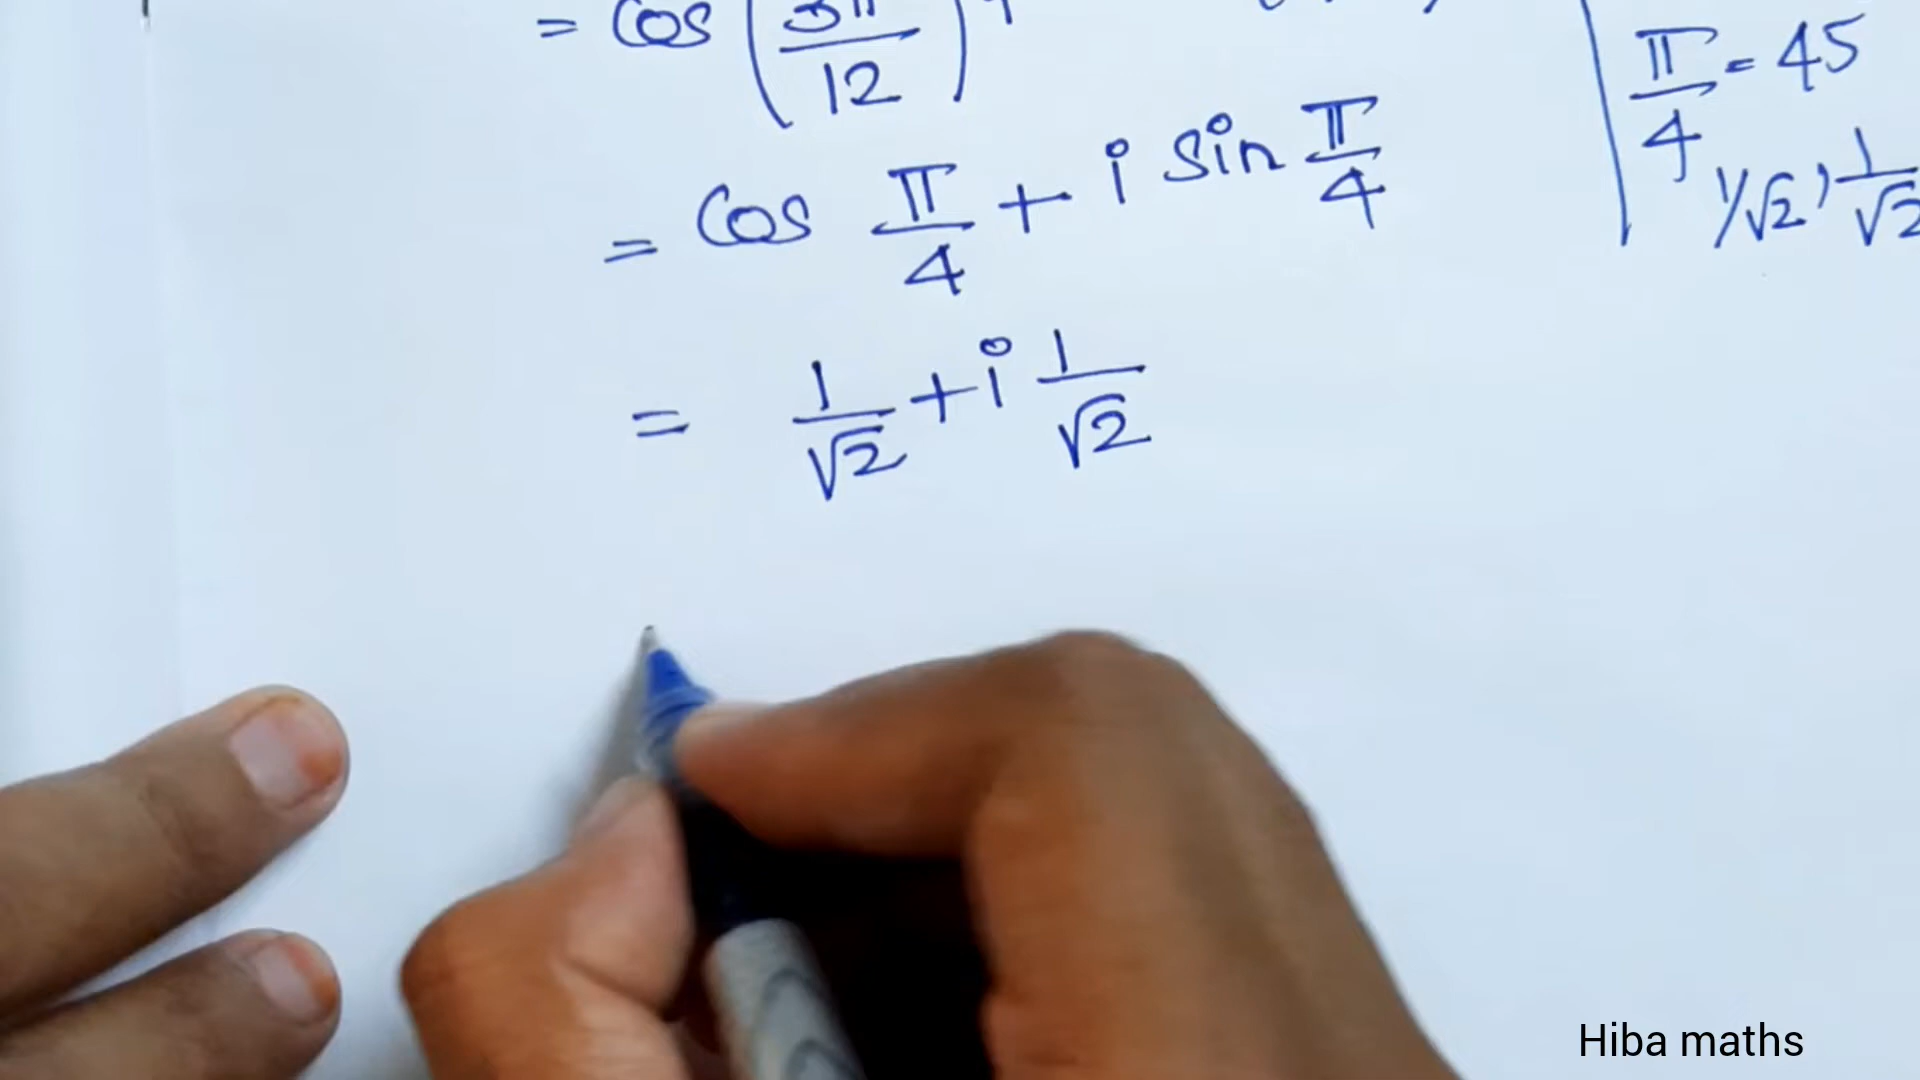 = cos (3π/12)
= cos π/4 + i sin π/4
= 1/√2 + i 1/√2
π/4 = 45
1/√2, 1/√2
Hiba maths